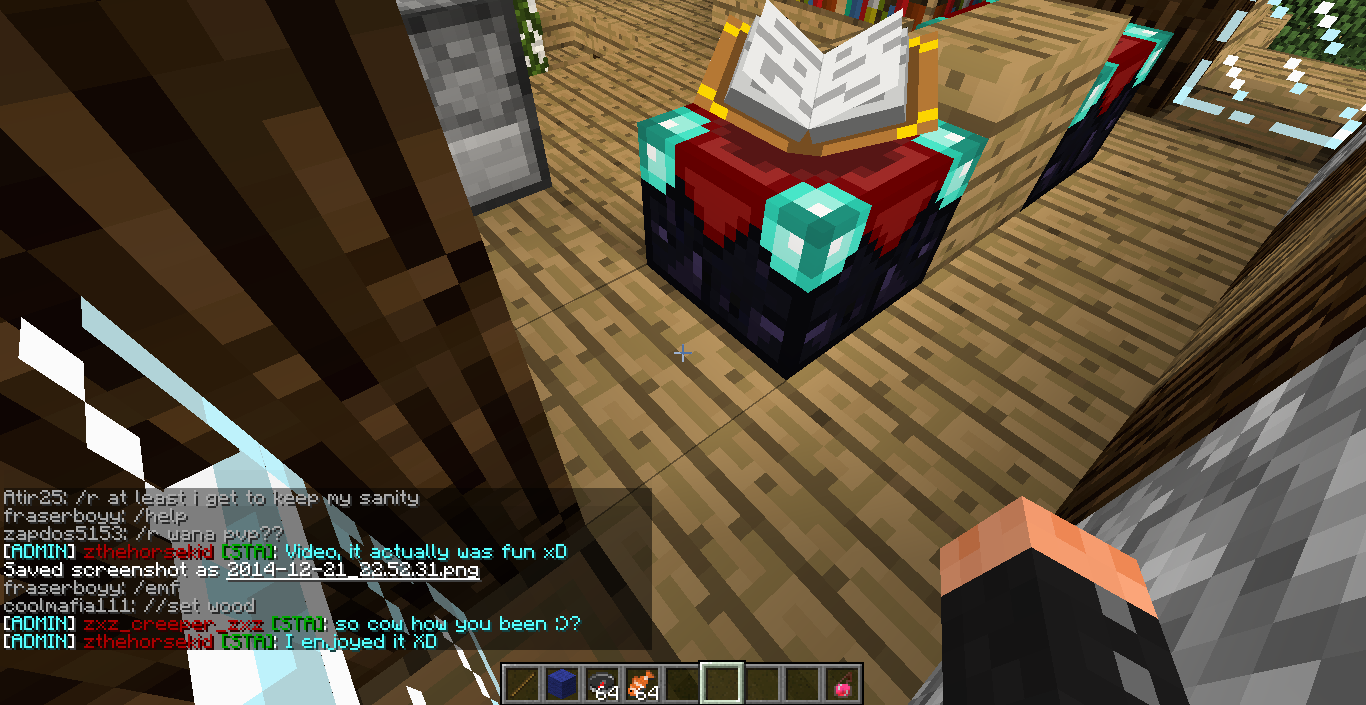 Atir25: /r at least i get to keep my sanity
fraserboyy: /help
zapdos5153: /r wana pvp??
[ADMIN] zthehorsekid [STA]: Video, it actually was fun xD
Saved screenshot as 2014-12-21_22.52.31.png
fraserboyy: /emf
coolmafia111: //set wood
[ADMIN] zxz_creeper_zxz [STA]: so cow how you been :)?
[ADMIN] zthehorsekid [STA]: I enjoyed it XD
64 64